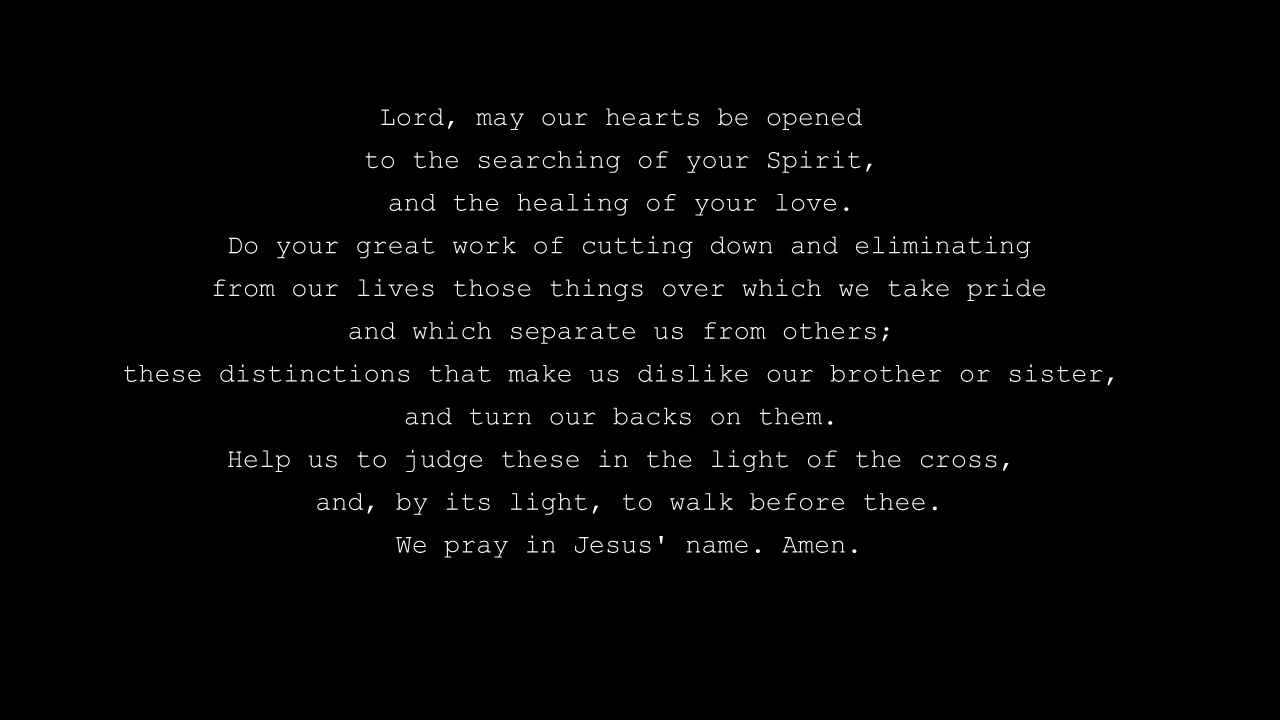 Lord, may our hearts be opened
to the searching of your Spirit,
and the healing of your love.
Do your great work of cutting down and eliminating
from our lives those things over which we take pride
and which separate us from others;
these distinctions that make us dislike our brother or sister,
and turn our backs on them.
Help us to judge these in the light of the cross,
and, by its light, to walk before thee.
We pray in Jesus' name. Amen.